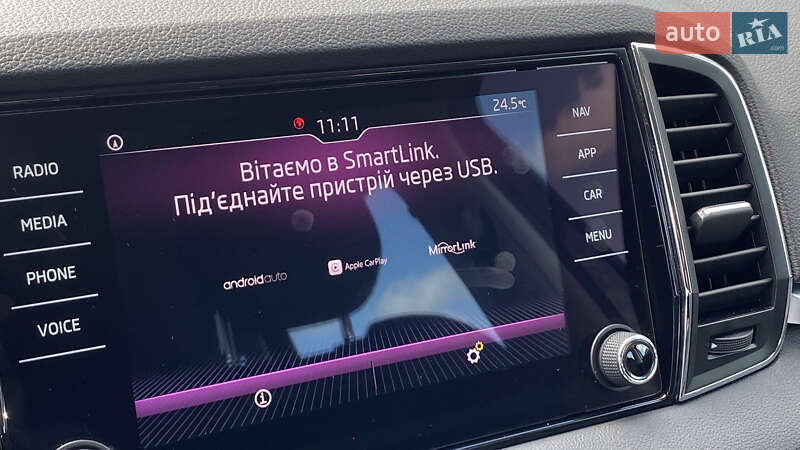 auto RIA
.com
24.5°C
11:11
Вітаємо в SmartLink.
Під'єднайте пристрій через USB.
androidauto
Apple CarPlay
MirrorLink
RADIO
MEDIA
PHONE
VOICE
NAV
APP
CAR
MENU